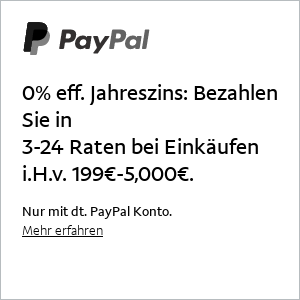 PayPal
0% eff. Jahreszins: Bezahlen
Sie in
3-24 Raten bei Einkäufen
i.H.v. 199€-5,000€.
Nur mit dt. PayPal Konto.
Mehr erfahren